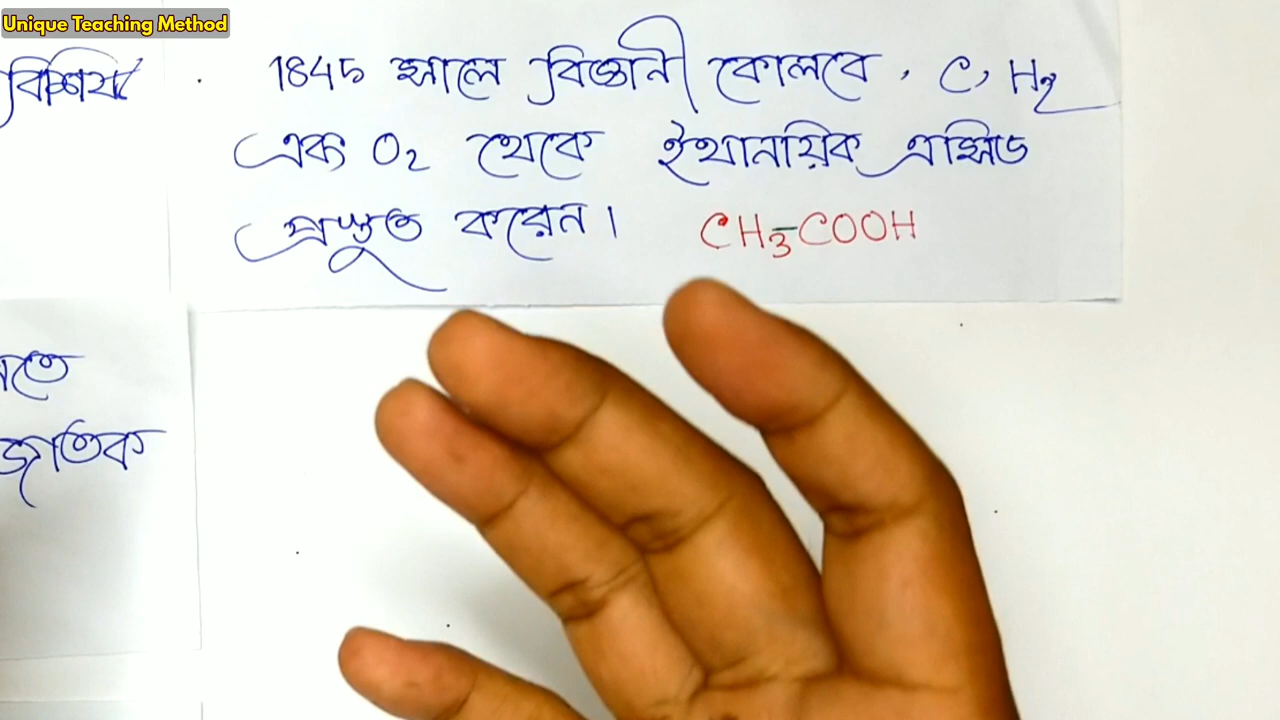 Unique Teaching Method
1845 সালে বিজ্ঞানী কোলবে, C, H2
এবং O2 থেকে ইথানয়িক এসিড
প্রস্তুত করেন।
CH3-COOH